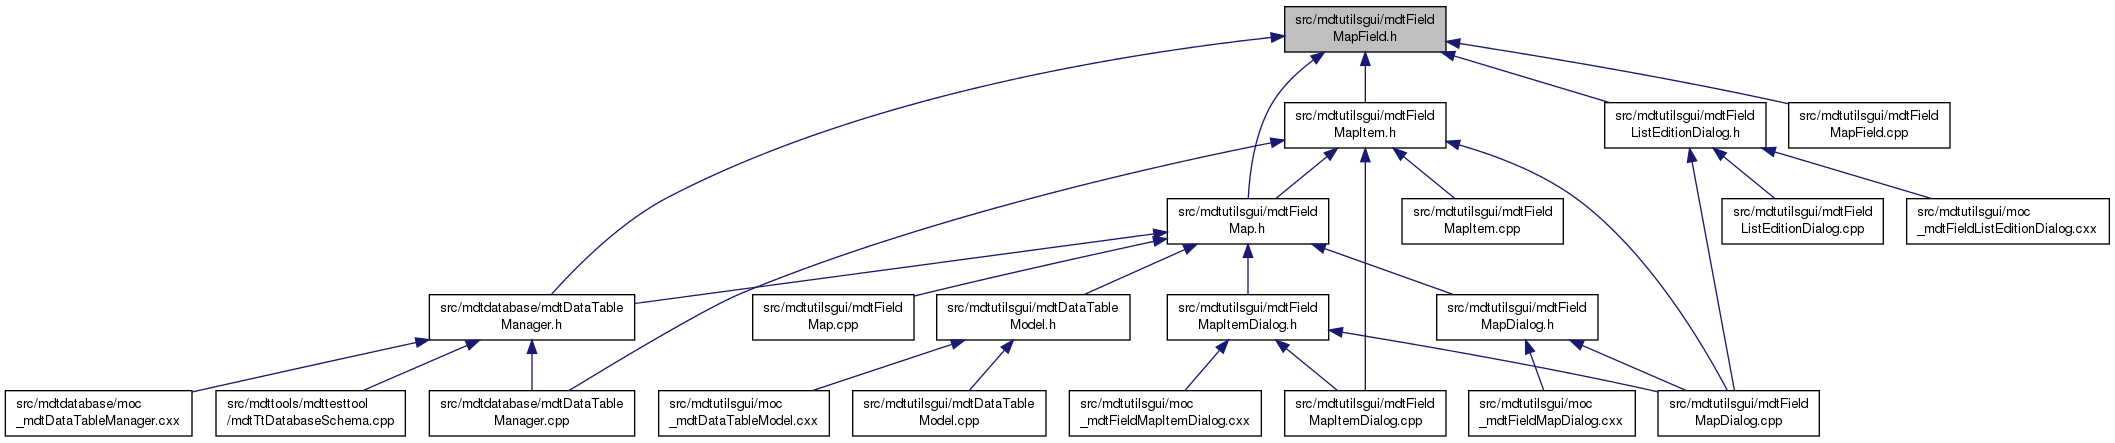 src/mdtutilsgui/mdtField
MapField.h
src/mdtutilsgui/mdtField
MapItem.h
src/mdtutilsgui/mdtField
ListEditionDialog.h
src/mdtutilsgui/mdtField
MapField.cpp
src/mdtutilsgui/mdtField
Map.h
src/mdtutilsgui/mdtField
MapItem.cpp
src/mdtutilsgui/mdtField
ListEditionDialog.cpp
src/mdtutilsgui/moc
_mdtFieldListEditionDialog.cxx
src/mdtdatabase/mdtDataTable
Manager.h
src/mdtutilsgui/mdtField
Map.cpp
src/mdtutilsgui/mdtDataTable
Model.h
src/mdtutilsgui/mdtField
MapItemDialog.h
src/mdtutilsgui/mdtField
MapDialog.h
src/mdtdatabase/moc
_mdtDataTableManager.cxx
src/mdttools/mdttesttool
/mdtTtDatabaseSchema.cpp
src/mdtdatabase/mdtDataTable
Manager.cpp
src/mdtutilsgui/moc
_mdtDataTableModel.cxx
src/mdtutilsgui/mdtDataTable
Model.cpp
src/mdtutilsgui/moc
_mdtFieldMapItemDialog.cxx
src/mdtutilsgui/mdtField
MapItemDialog.cpp
src/mdtutilsgui/moc
_mdtFieldMapDialog.cxx
src/mdtutilsgui/mdtField
MapDialog.cpp